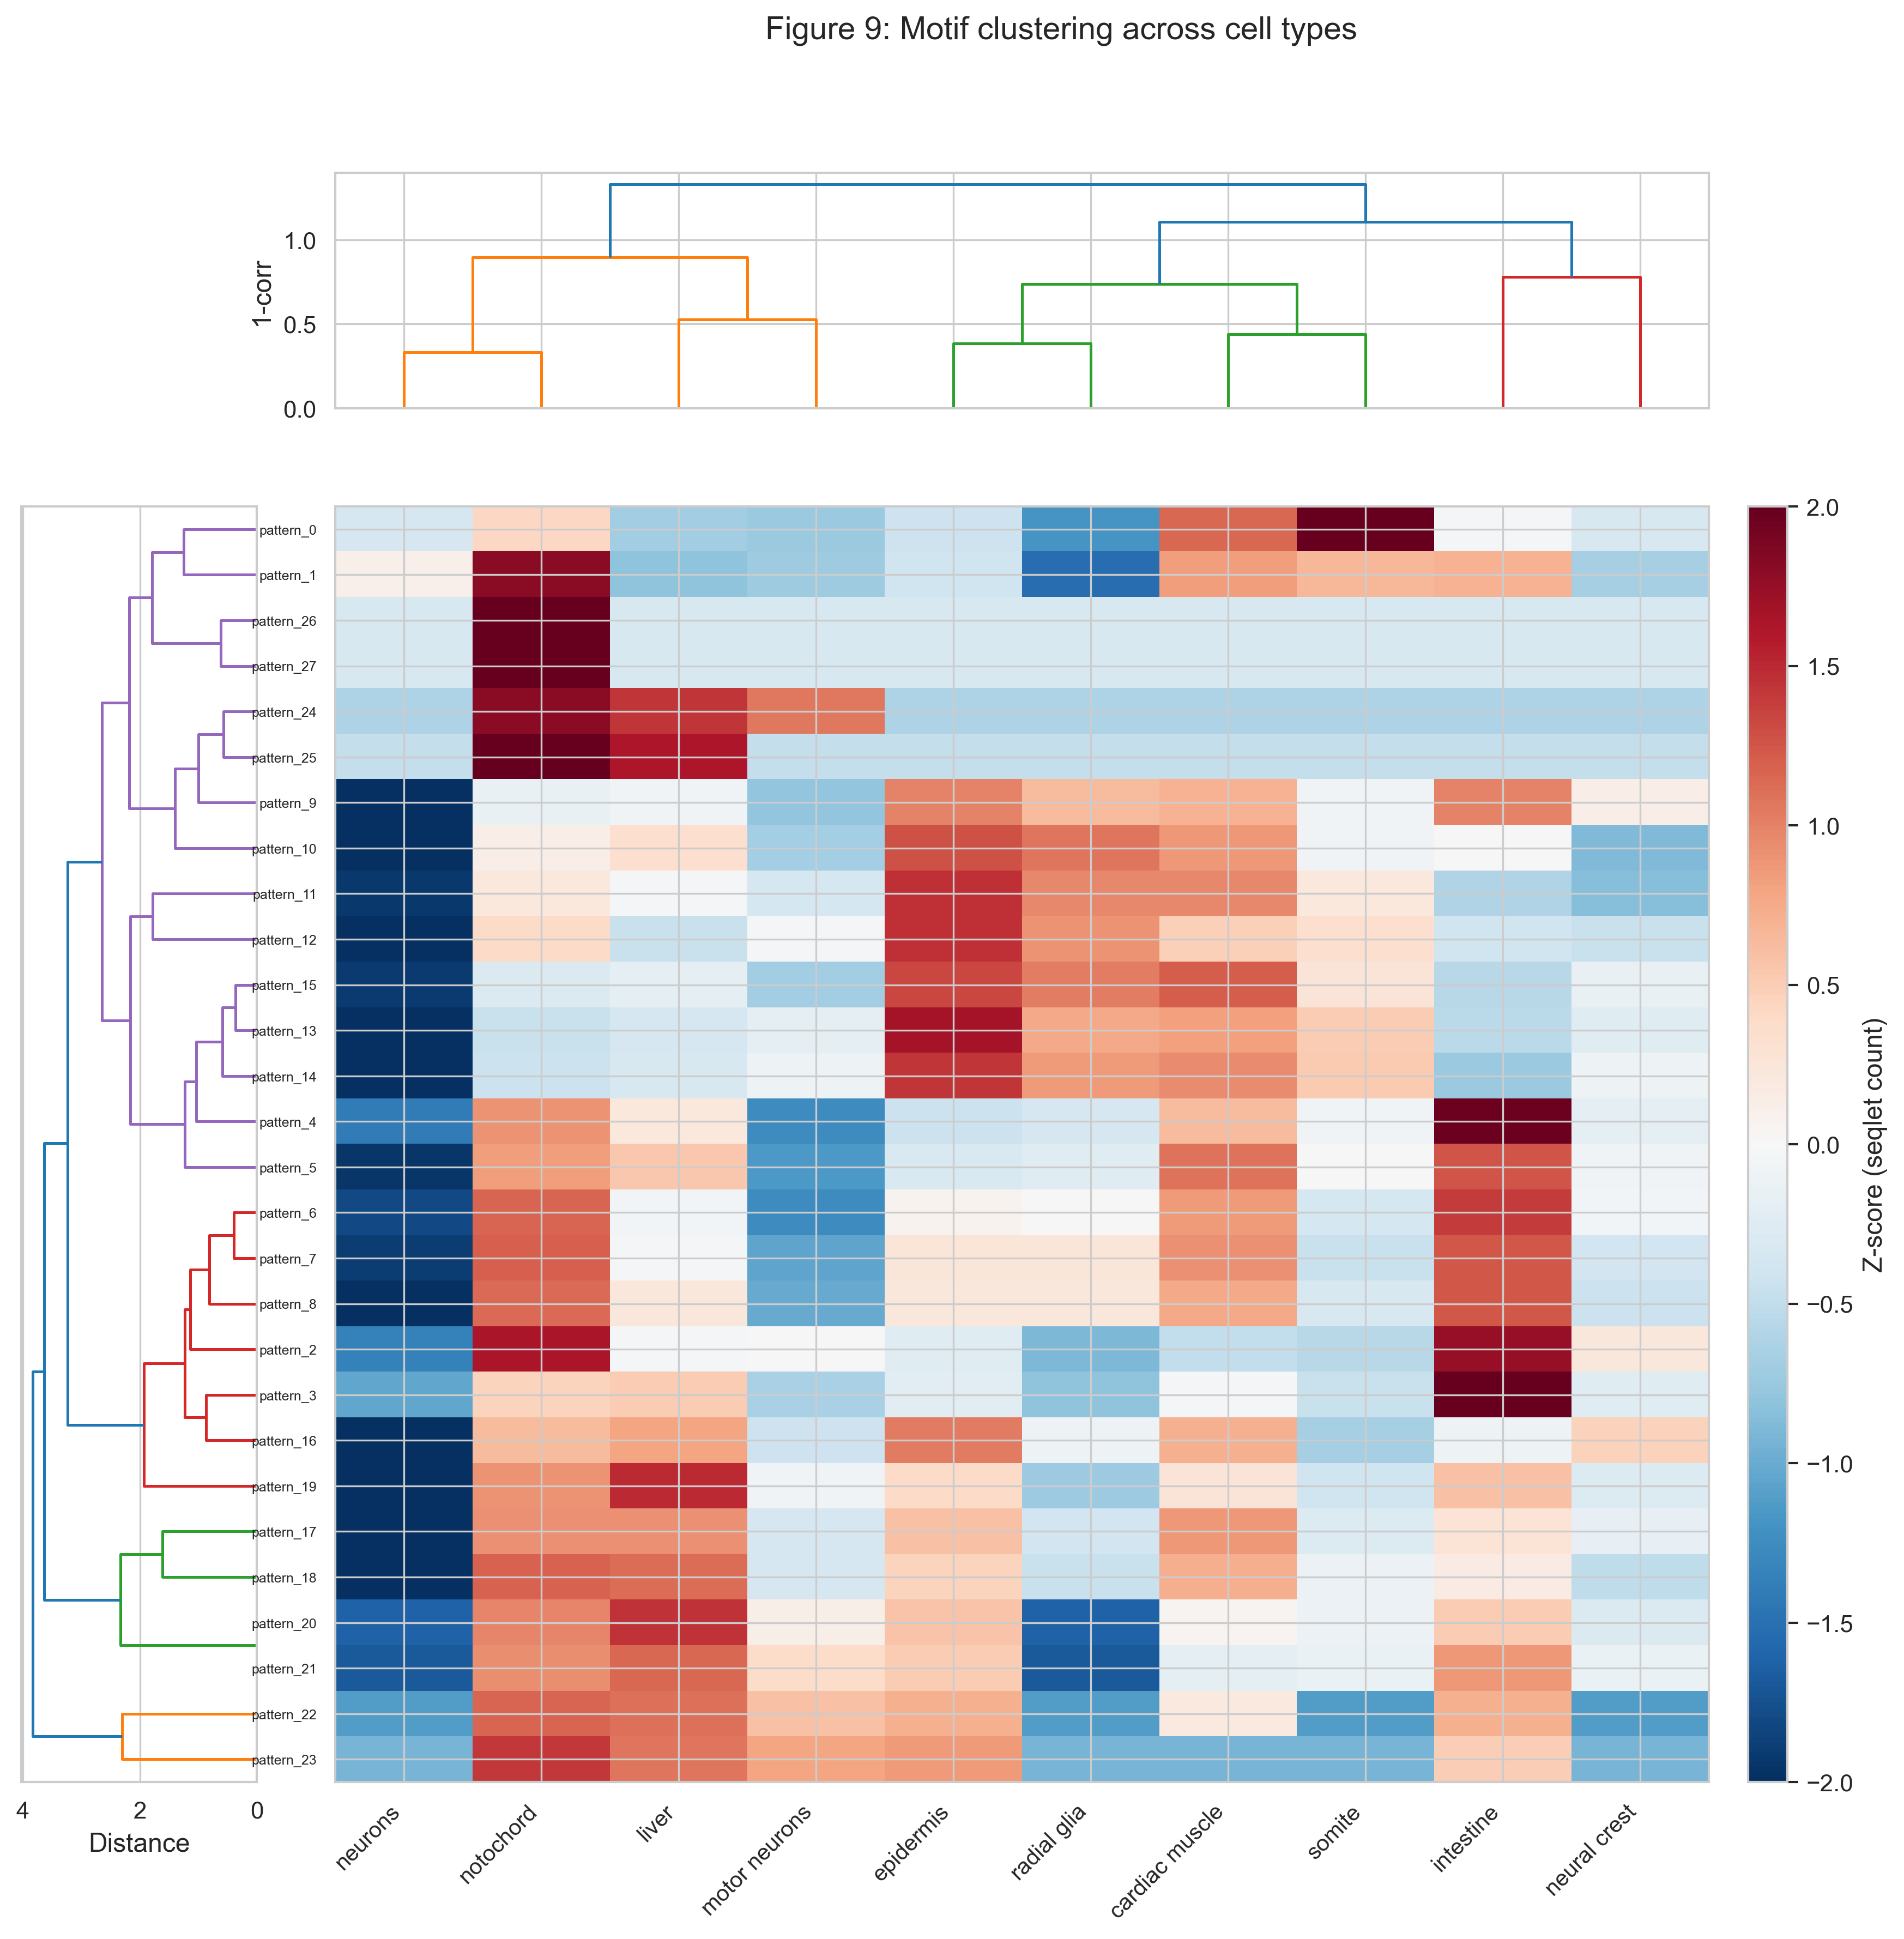 Figure 9: Motif clustering across cell types
1-corr
1.0
0.5
0.0
pattern_0
pattern_1
pattern_26
pattern_27
pattern_24
pattern_25
pattern_9
pattern_10
pattern_11
pattern_12
pattern_15
pattern_13
pattern_14
pattern_4
pattern_5
pattern_6
pattern_7
pattern_8
pattern_2
pattern_3
pattern_16
pattern_19
pattern_17
pattern_18
pattern_20
pattern_21
pattern_22
pattern_23
4 2 0
Distance
neurons
notochord
liver
motor neurons
epidermis
radial glia
cardiac muscle
somite
intestine
neural crest
2.0
1.5
1.0
0.5
0.0
−0.5
−1.0
−1.5
−2.0
Z-score (seqlet count)